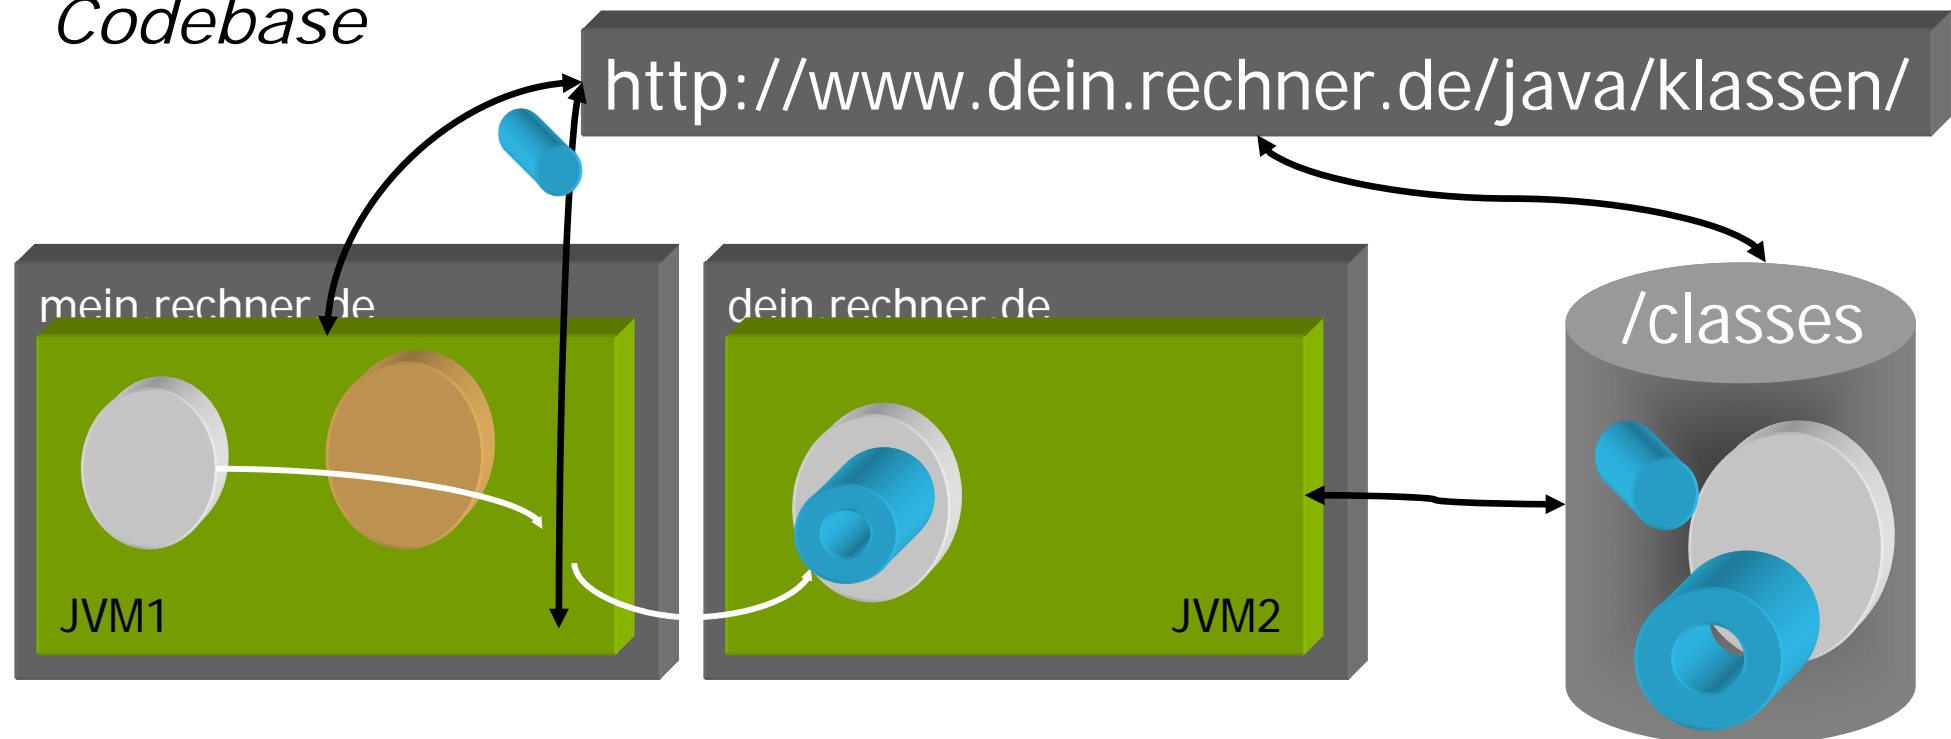 Codebase
http://www.dein.rechner.de/java/klassen/
mein.rechner.de
dein.rechner.de
/classes
JVM1
JVM2